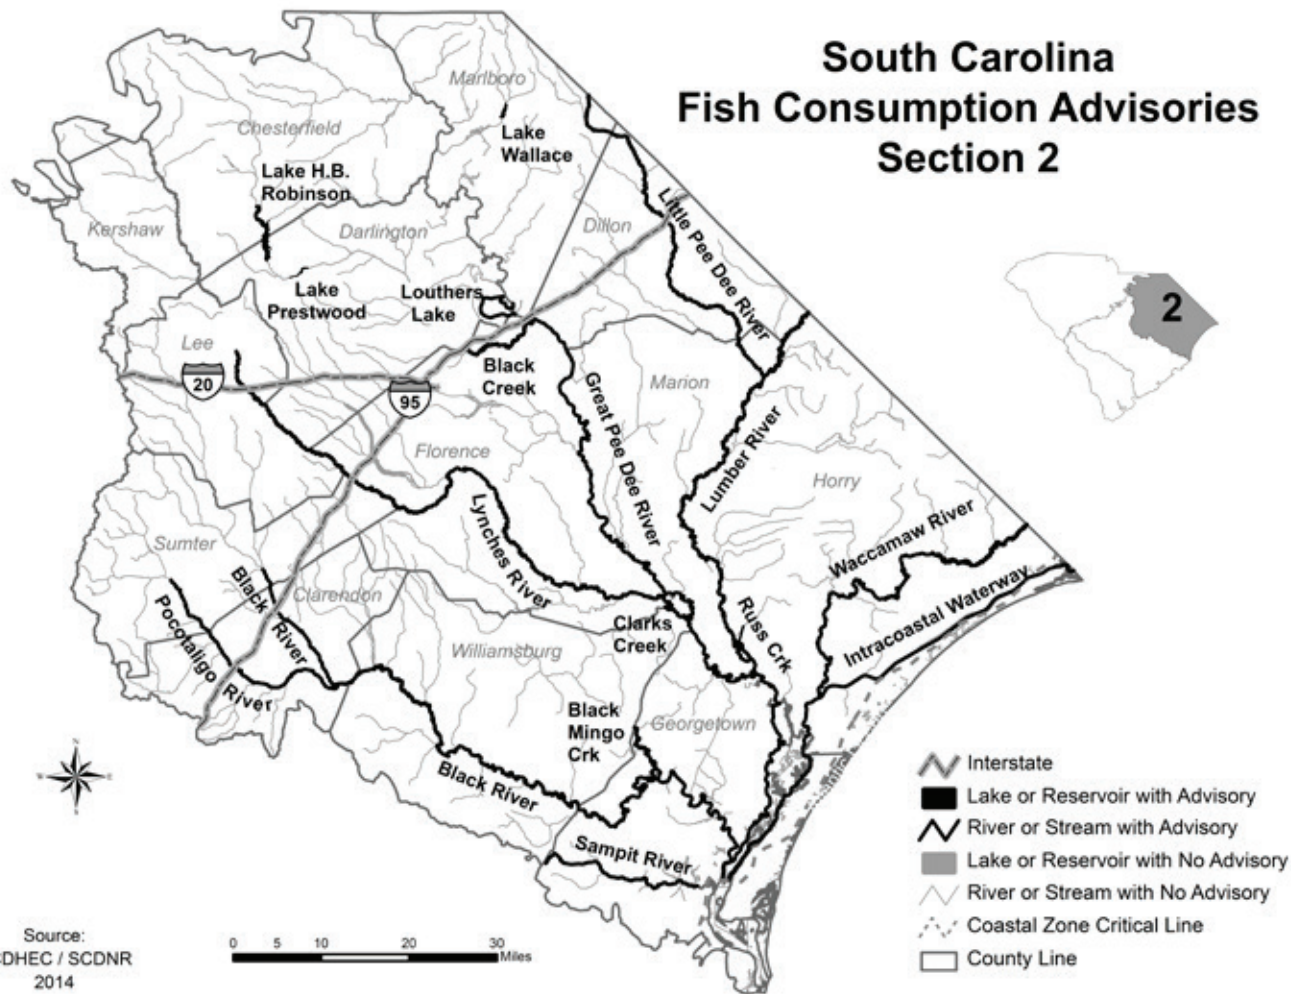 South Carolina
Fish Consumption Advisories
Section 2
Marlboro
Chesterfield
Lake
Wallace
Lake H.B.
Robinson
Kershaw
Darlington
Dillon
Little Pee Dee River
Lake
Prestwood
Louthers
Lake
2
Lee
20
95
Black
Creek
Marion
Great Pee Dee River
Lumber River
Florence
Horry
Lynches River
Waccamaw River
Sumter
Black
River
Clarendon
Pocotaligo
River
Intracoastal Waterway
Russ Crk
Clarks
Creek
Williamsburg
Black
Mingo
Crk
Georgetown
Black River
Sampit River
N
Interstate
Lake or Reservoir with Advisory
River or Stream with Advisory
Lake or Reservoir with No Advisory
River or Stream with No Advisory
Coastal Zone Critical Line
County Line
Source:
CDHEC / SCDNR
2014
0 5 10 20 30
Miles